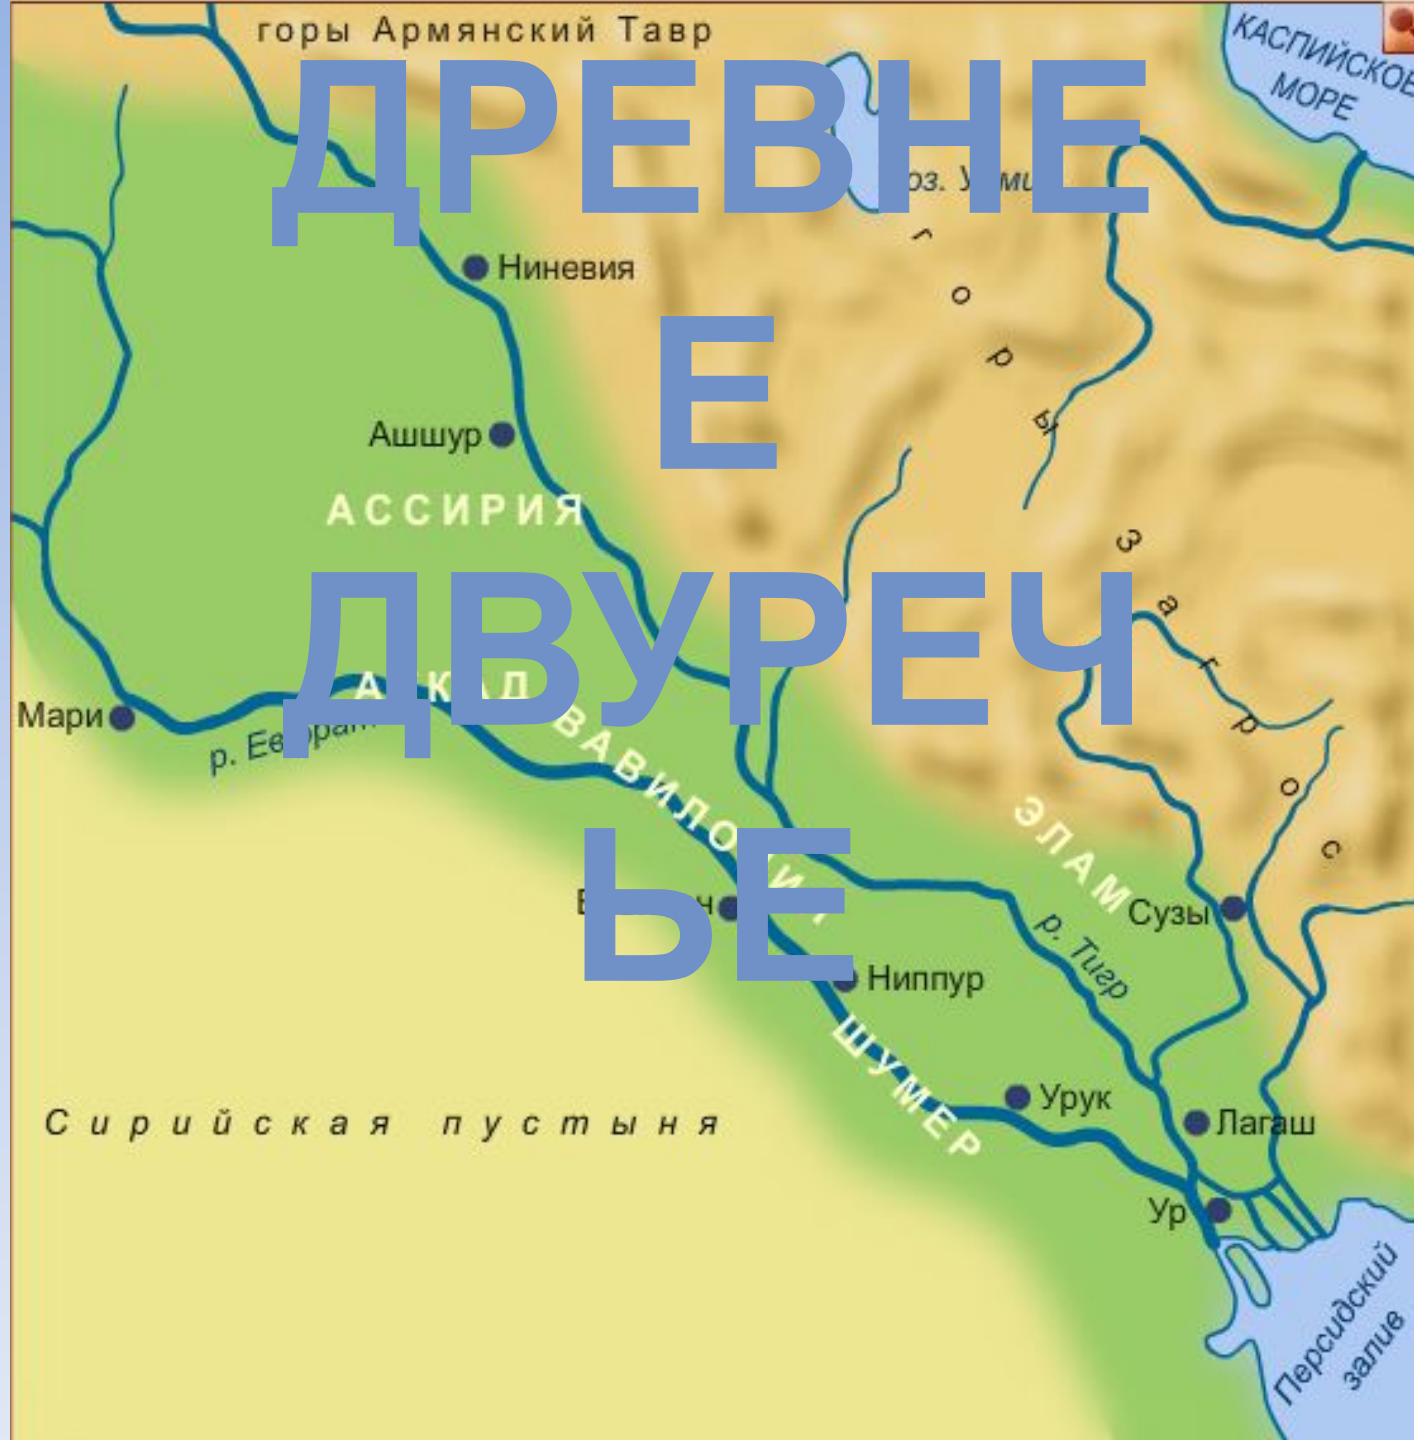 горы Армянский Тавр
КАСПИЙСКОЕ
МОРЕ
ДРЕВНЕ
Е
ДВУРЕЧ
ЬЕ
оз.
горы Загрос
Ниневия
Ашшур
АССИРИЯ
Мари
р.
ЭЛАМ
Сузы
р. Тигр
Ниппур
ШУМЕР
Сирийская пустыня
Урук
Лагаш
Ур
Персидский
залив